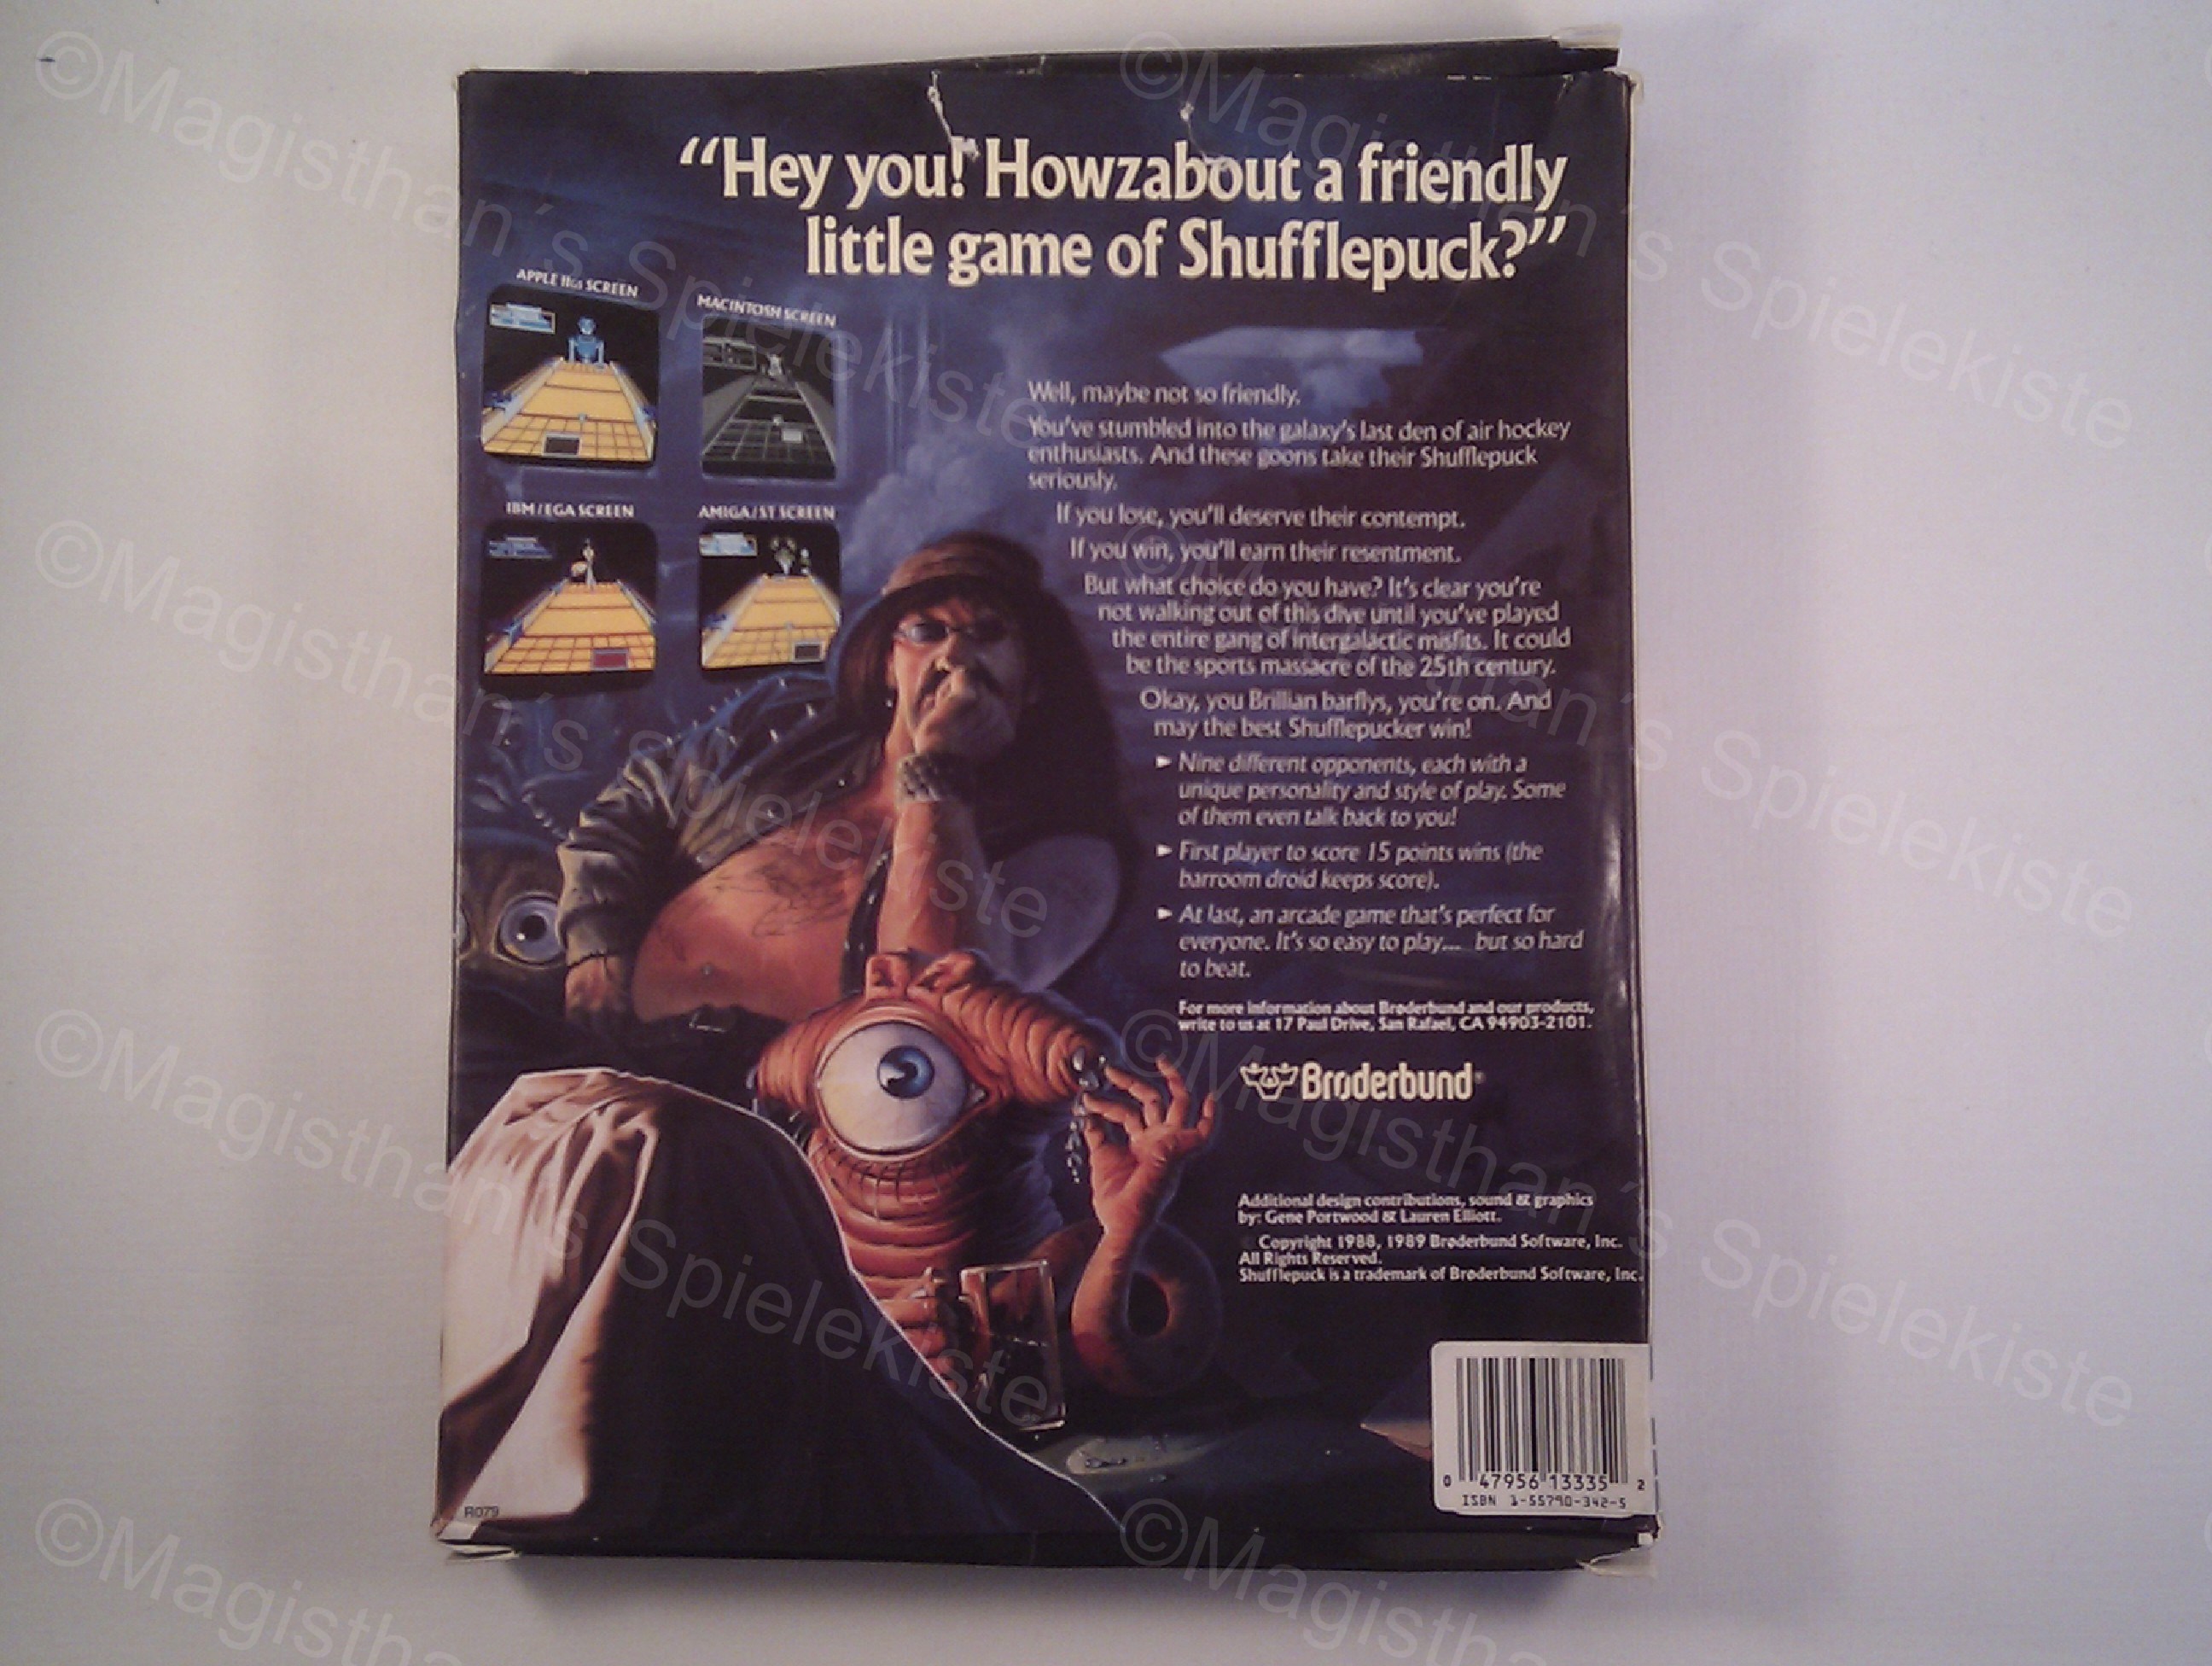 “Hey you! Howzabout a friendly
little game of Shufflepuck?”
APPLE IIGS SCREEN
MACINTOSH SCREEN
IBM/EGA SCREEN
AMIGA/ST SCREEN
Well, maybe not so friendly.
You've stumbled into the galaxy's last den of air hockey
enthusiasts. And these goons take their Shufflepuck
seriously.
If you lose, you'll deserve their contempt.
If you win, you'll earn their resentment.
But what choice do you have? It's clear you're
not walking out of this dive until you've played
the entire gang of intergalactic misfits. It could
be the sports massacre of the 25th century.
Okay, you Brillian barflys, you're on. And
may the best Shufflepucker win!
► Nine different opponents, each with a
unique personality and style of play. Some
of them even talk back to you!
► First player to score 15 points wins (the
barroom droid keeps score).
► At last, an arcade game that's perfect for
everyone. It's so easy to play.... but so hard
to beat.
For more information about Brøderbund and our products,
write to us at 17 Paul Drive, San Rafael, CA 94903-2101.
Brøderbund®
Additional design contributions, sound & graphics
by: Gene Portwood & Lauren Elliott.
© Copyright 1988, 1989 Brøderbund Software, Inc.
All Rights Reserved.
Shufflepuck is a trademark of Brøderbund Software, Inc.
0 47956 13335 2
ISBN 1-55790-342-5
R079
©Magisthan´s Spielekiste
©Magisthan´s Spielekiste
©Magisthan´s Spielekiste
©Magisthan´s Spielekiste
©Magisthan´s Spielekiste
©Magisthan´s Spielekiste
©Magistha
©Magistha